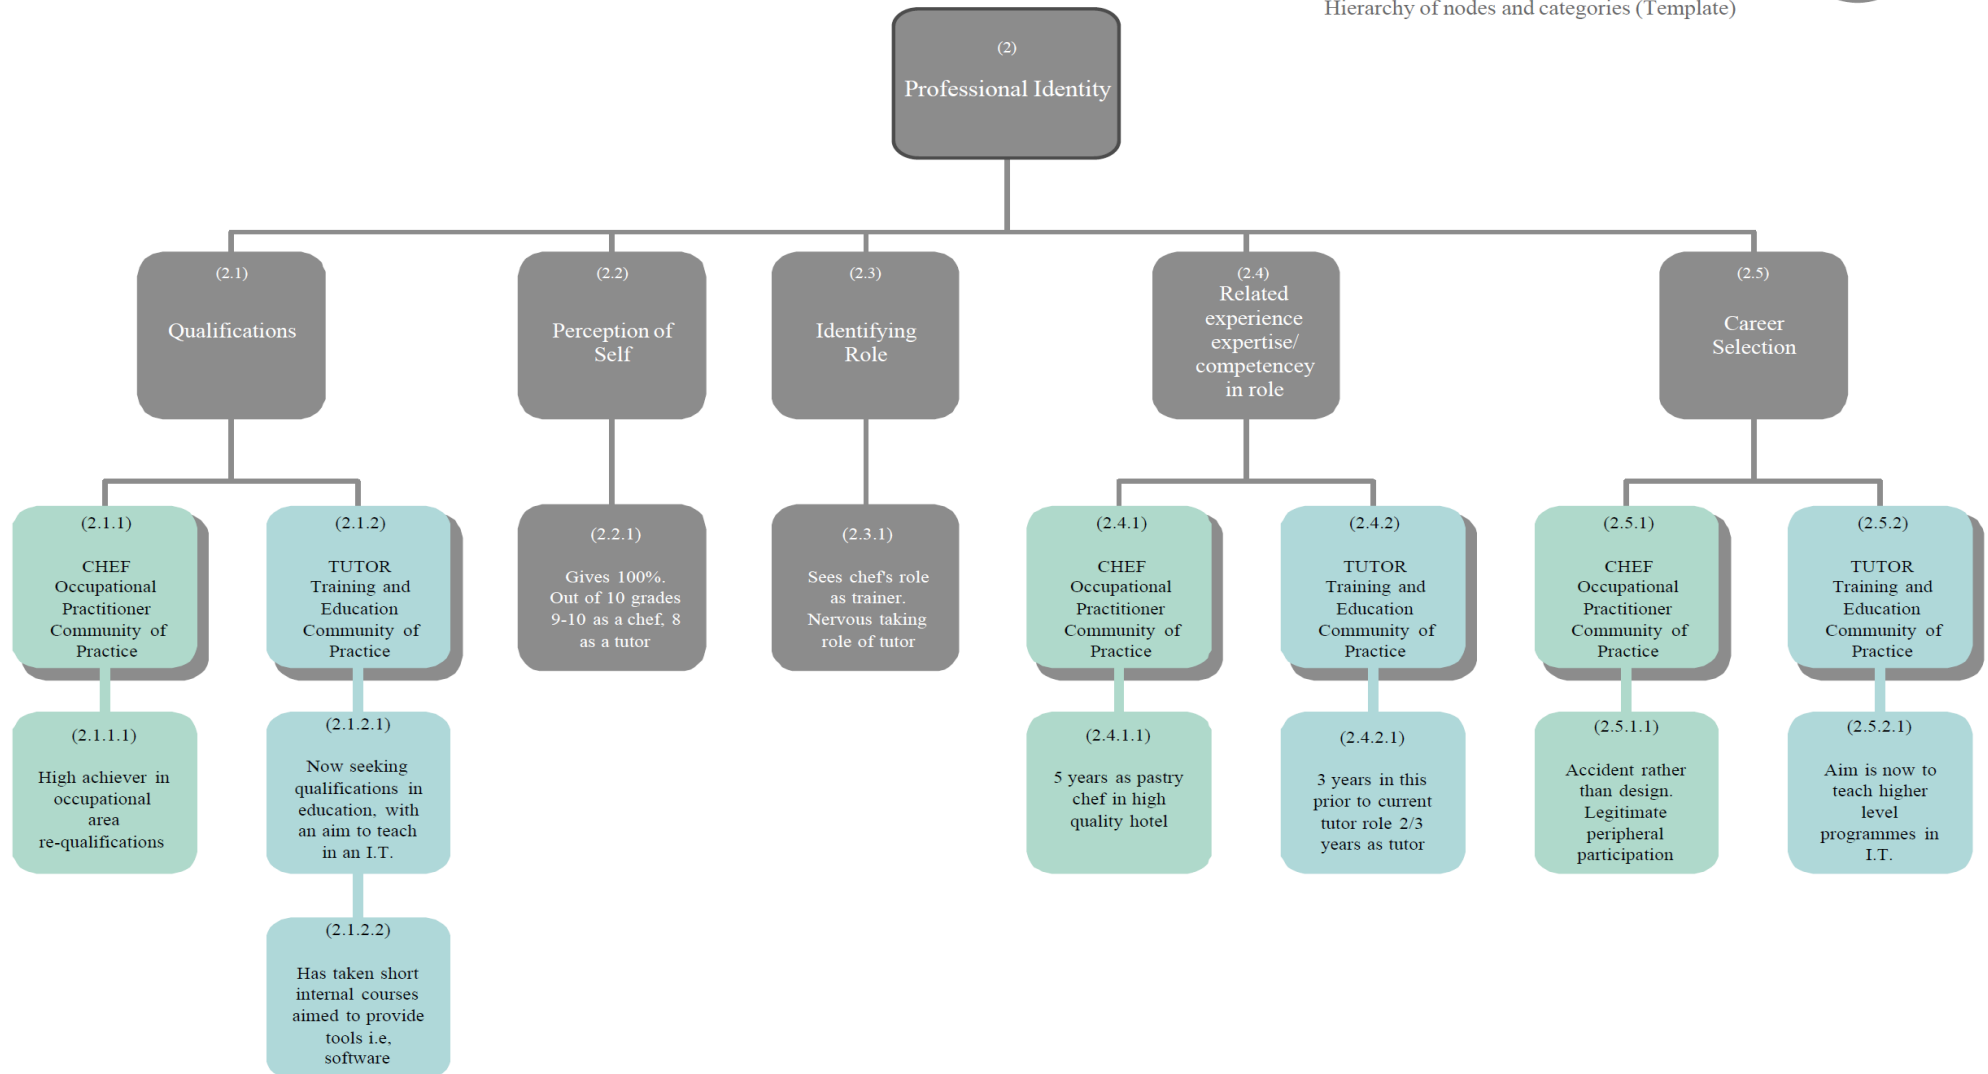 Hierarchy of nodes and categories (Template)
(2)
Professional Identity
(2.1)
Qualifications
(2.2)
Perception of
Self
(2.3)
Identifying
Role
(2.4)
Related
experience
expertise/
competencey
in role
(2.5)
Career
Selection
(2.1.1)
CHEF
Occupational
Practitioner
Community of
Practice
(2.1.2)
TUTOR
Training and
Education
Community of
Practice
(2.2.1)
Gives 100%.
Out of 10 grades
9-10 as a chef, 8
as a tutor
(2.3.1)
Sees chef's role
as trainer.
Nervous taking
role of tutor
(2.4.1)
CHEF
Occupational
Practitioner
Community of
Practice
(2.4.2)
TUTOR
Training and
Education
Community of
Practice
(2.5.1)
CHEF
Occupational
Practitioner
Community of
Practice
(2.5.2)
TUTOR
Training and
Education
Community of
Practice
(2.1.1.1)
High achiever in
occupational
area
re-qualifications
(2.1.2.1)
Now seeking
qualifications in
education, with
an aim to teach
in an I.T.
(2.4.1.1)
5 years as pastry
chef in high
quality hotel
(2.4.2.1)
3 years in this
prior to current
tutor role 2/3
years as tutor
(2.5.1.1)
Accident rather
than design.
Legitimate
peripheral
participation
(2.5.2.1)
Aim is now to
teach higher
level
programmes in
I.T.
(2.1.2.2)
Has taken short
internal courses
aimed to provide
tools i.e,
software